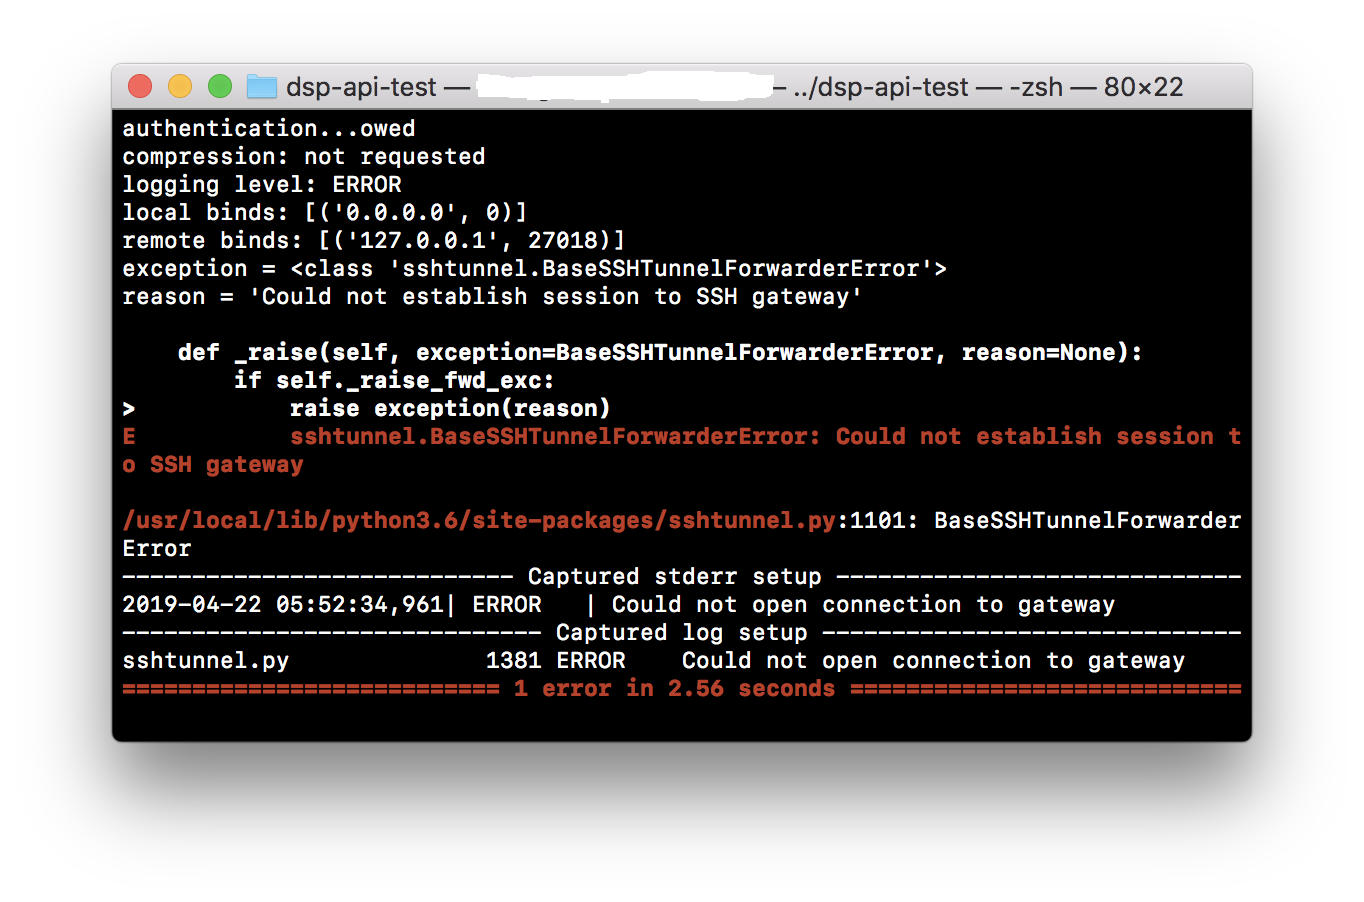 dsp-api-test — — ../dsp-api-test — -zsh — 80×22
authentication...owed
compression: not requested
logging level: ERROR
local binds: [('0.0.0.0', 0)]
remote binds: [('127.0.0.1', 27018)]
exception = <class 'sshtunnel.BaseSSHTunnelForwarderError'>
reason = 'Could not establish session to SSH gateway'
    def _raise(self, exception=BaseSSHTunnelForwarderError, reason=None):
        if self._raise_fwd_exc:
>           raise exception(reason)
E           sshtunnel.BaseSSHTunnelForwarderError: Could not establish session t
o SSH gateway
/usr/local/lib/python3.6/site-packages/sshtunnel.py:1101: BaseSSHTunnelForwarder
Error
---------------------------- Captured stderr setup -----------------------------
2019-04-22 05:52:34,961| ERROR   | Could not open connection to gateway
------------------------------ Captured log setup ------------------------------
sshtunnel.py              1381 ERROR    Could not open connection to gateway
=========================== 1 error in 2.56 seconds ============================